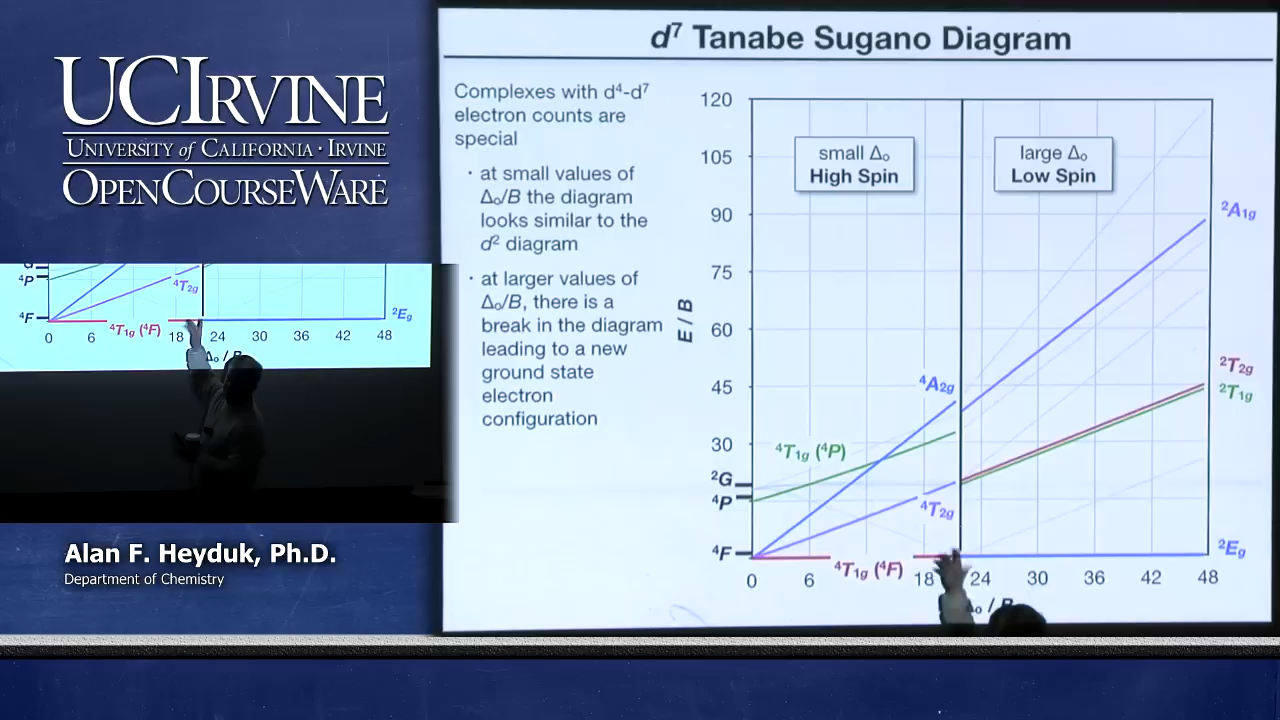 UCIRVINE
UNIVERSITY of CALIFORNIA · IRVINE
OPENCOURSEWARE
⁴P
⁴F
⁴T₂g
⁴T₁g (⁴F)
²Eg
0 6 18 24 30 36 42 48
Δₒ / B
Alan F. Heyduk, Ph.D.
Department of Chemistry
d⁷ Tanabe Sugano Diagram
Complexes with d⁴-d⁷
electron counts are
special
· at small values of
Δₒ/B the diagram
looks similar to the
d² diagram
· at larger values of
Δₒ/B, there is a
break in the diagram
leading to a new
ground state
electron
configuration
E / B
120
105
90
75
60
45
30
²G
⁴P
⁴F
small Δₒ
High Spin
large Δₒ
Low Spin
²A₁g
⁴A₂g
²T₂g
²T₁g
⁴T₁g (⁴P)
⁴T₂g
²Eg
⁴T₁g (⁴F)
0 6 18 24 30 36 42 48
Δₒ / B